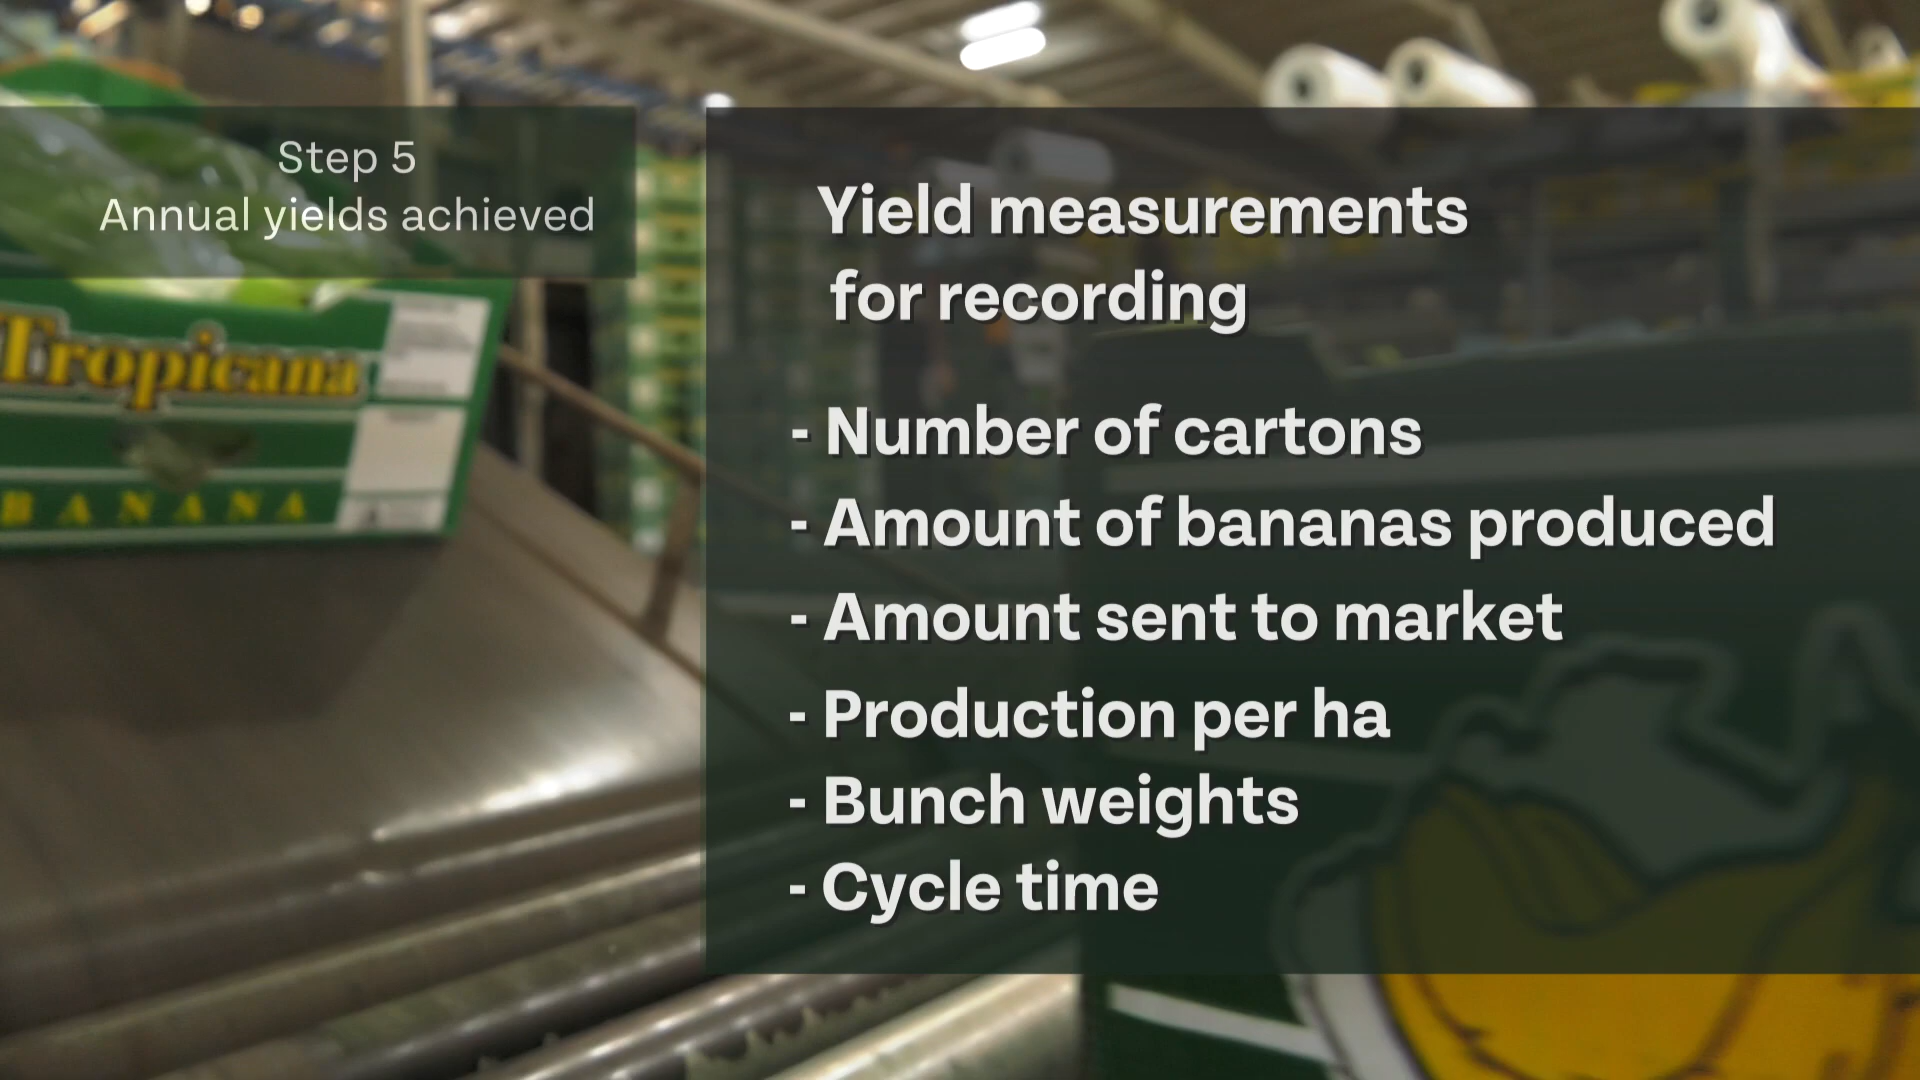 Step 5
Annual yields achieved
Yield measurements
for recording
- Number of cartons
- Amount of bananas produced
- Amount sent to market
- Production per ha
- Bunch weights
- Cycle time
Tropicana
BANANA